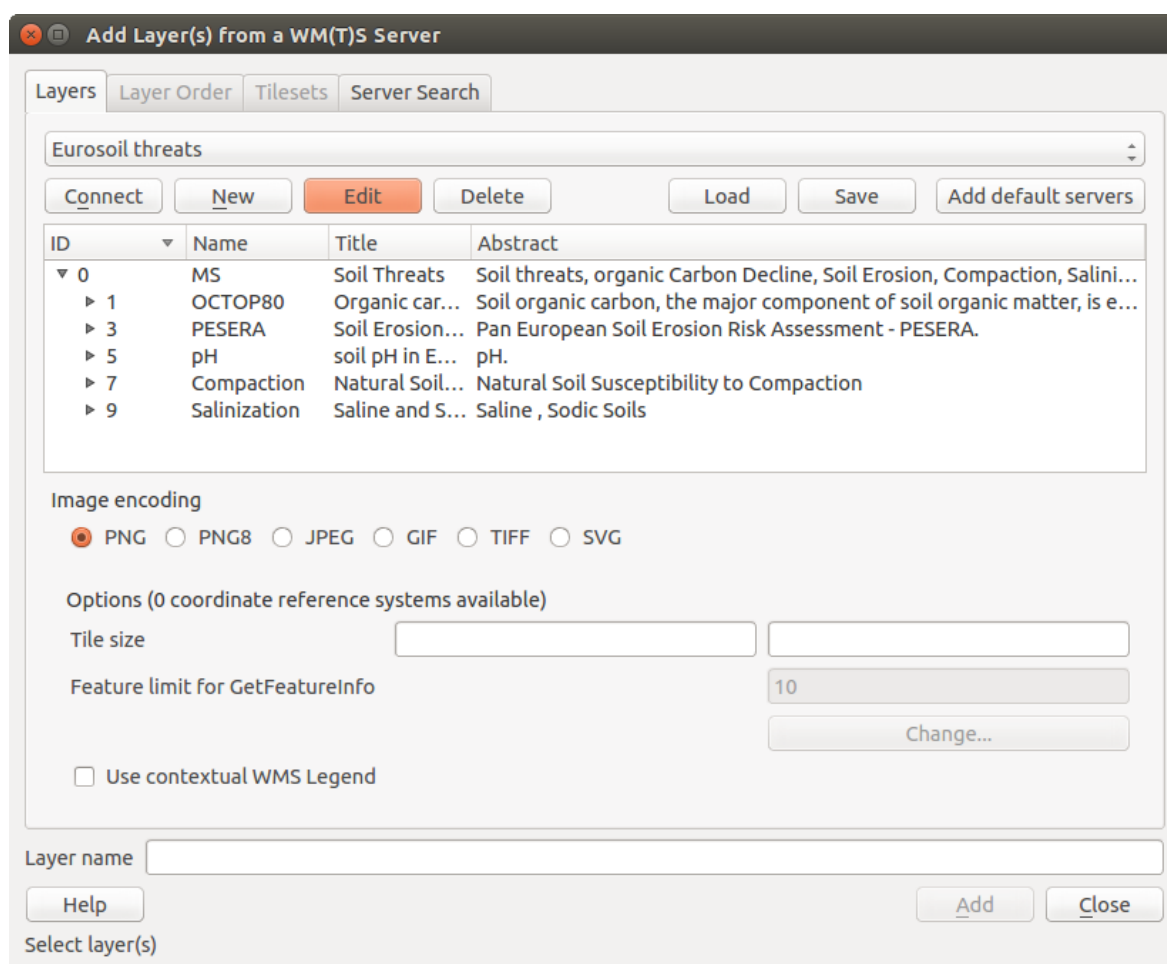 Add Layer(s) from a WM(T)S Server
Layers Layer Order Tilesets Server Search
Eurosoil threats
Connect New Edit Delete Load Save Add default servers
ID Name Title Abstract
0 MS Soil Threats Soil threats, organic Carbon Decline, Soil Erosion, Compaction, Salini...
1 OCTOP80 Organic car... Soil organic carbon, the major component of soil organic matter, is e...
3 PESERA Soil Erosion... Pan European Soil Erosion Risk Assessment - PESERA.
5 pH soil pH in E... pH.
7 Compaction Natural Soil... Natural Soil Susceptibility to Compaction
9 Salinization Saline and S... Saline , Sodic Soils
Image encoding
PNG PNG8 JPEG GIF TIFF SVG
Options (0 coordinate reference systems available)
Tile size
Feature limit for GetFeatureInfo 10
Change...
Use contextual WMS Legend
Layer name
Help Add Close
Select layer(s)